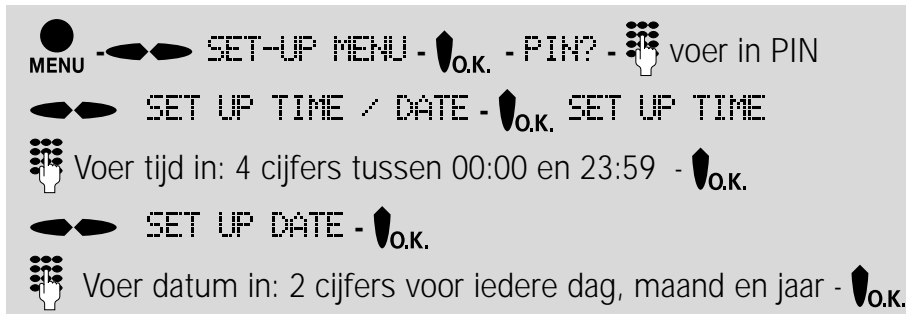 MENU - SET-UP MENU - O.K. - PIN? - voer in PIN
SET UP TIME / DATE - O.K. SET UP TIME
Voer tijd in: 4 cijfers tussen 00:00 en 23:59 - O.K.
SET UP DATE - O.K.
Voer datum in: 2 cijfers voor iedere dag, maand en jaar - O.K.